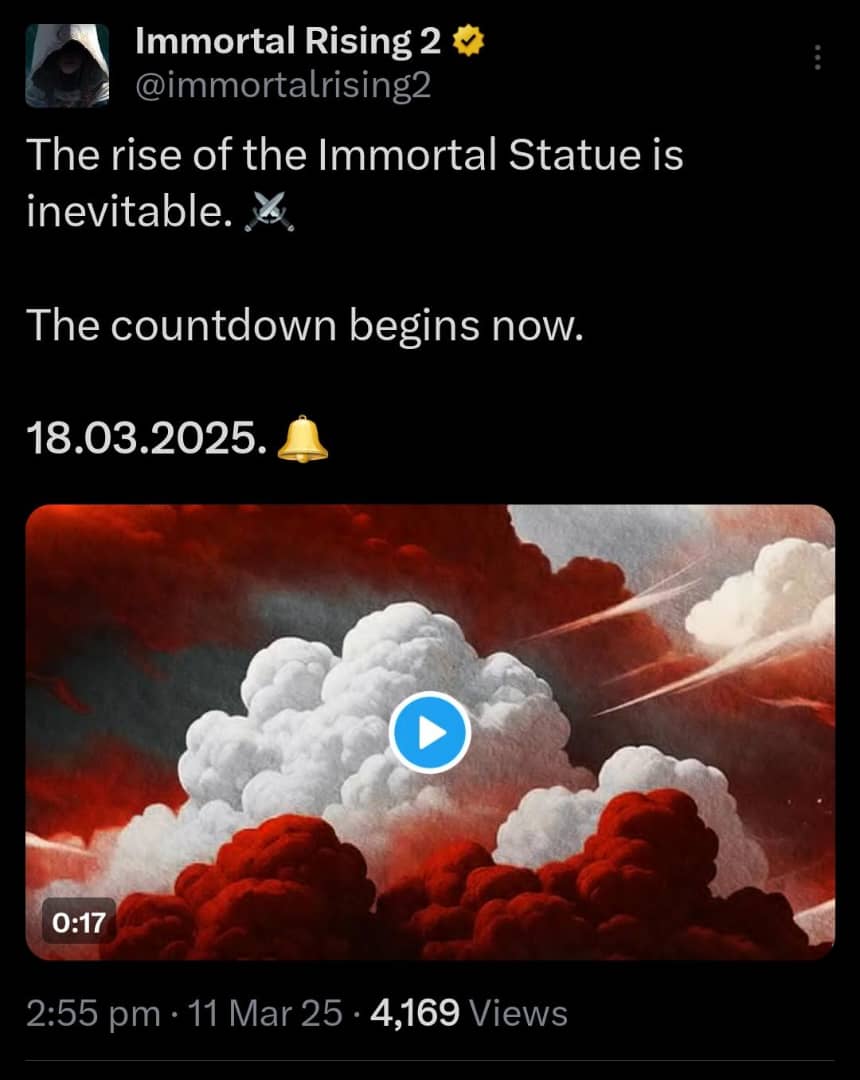 Immortal Rising 2
@immortalrising2
The rise of the Immortal Statue is
inevitable. ⚔️
The countdown begins now.
18.03.2025. 🔔
0:17
2:55 pm · 11 Mar 25 · 4,169 Views